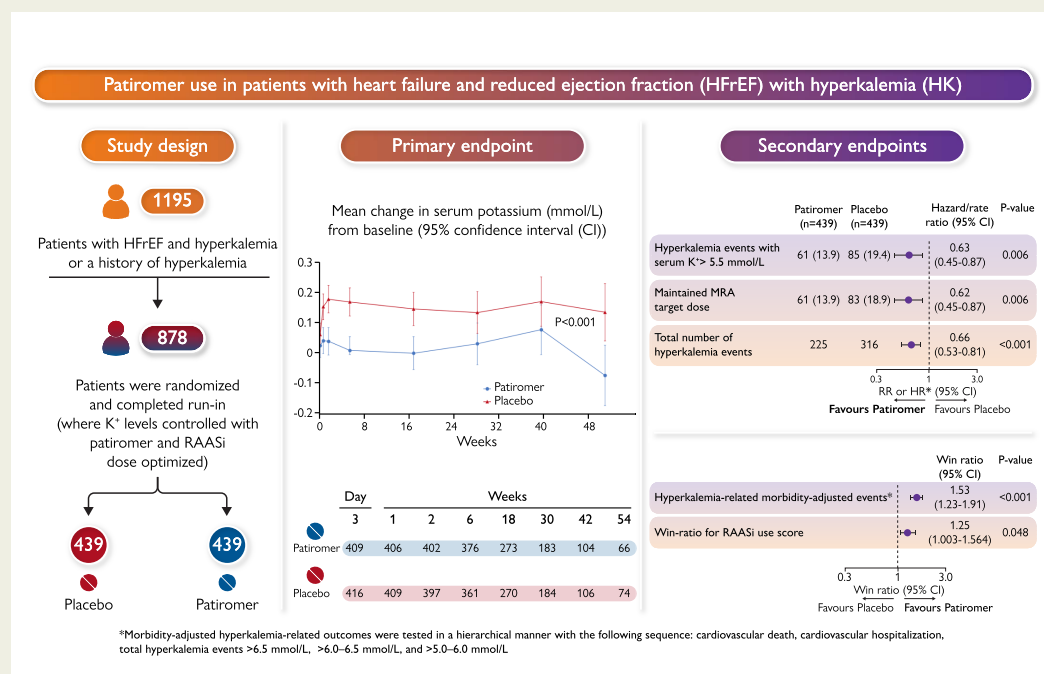 Patiromer use in patients with heart failure and reduced ejection fraction (HFrEF) with hyperkalemia (HK)
Study design
1195
Patients with HFrEF and hyperkalemia
or a history of hyperkalemia
878
Patients were randomized
and completed run-in
(where K⁺ levels controlled with
patiromer and RAASi
dose optimized)
439
439
Placebo
Patiromer
Primary endpoint
Mean change in serum potassium (mmol/L)
from baseline (95% confidence interval (CI))
0.3
0.2
0.1
0
-0.1
-0.2
P<0.001
Patiromer
Placebo
0 8 16 24 32 40 48
Weeks
Day Weeks
3 1 2 6 18 30 42 54
Patiromer 409 406 402 376 273 183 104 66
Placebo 416 409 397 361 270 184 106 74
Secondary endpoints
Patiromer Placebo Hazard/rate P-value
(n=439) (n=439) ratio (95% CI)
Hyperkalemia events with
serum K⁺> 5.5 mmol/L
61 (13.9) 85 (19.4) 0.63 0.006
(0.45-0.87)
Maintained MRA
target dose
61 (13.9) 83 (18.9) 0.62 0.006
(0.45-0.87)
Total number of
hyperkalemia events
225 316 0.66 <0.001
(0.53-0.81)
0.3 1 3.0
RR or HR* (95% CI)
Favours Patiromer Favours Placebo
Win ratio P-value
(95% CI)
Hyperkalemia-related morbidity-adjusted events* 1.53 <0.001
(1.23-1.91)
Win-ratio for RAASi use score 1.25 0.048
(1.003-1.564)
0.3 1 3.0
Win ratio (95% CI)
Favours Placebo Favours Patiromer
*Morbidity-adjusted hyperkalemia-related outcomes were tested in a hierarchical manner with the following sequence: cardiovascular death, cardiovascular hospitalization,
total hyperkalemia events >6.5 mmol/L, >6.0–6.5 mmol/L, and >5.0–6.0 mmol/L